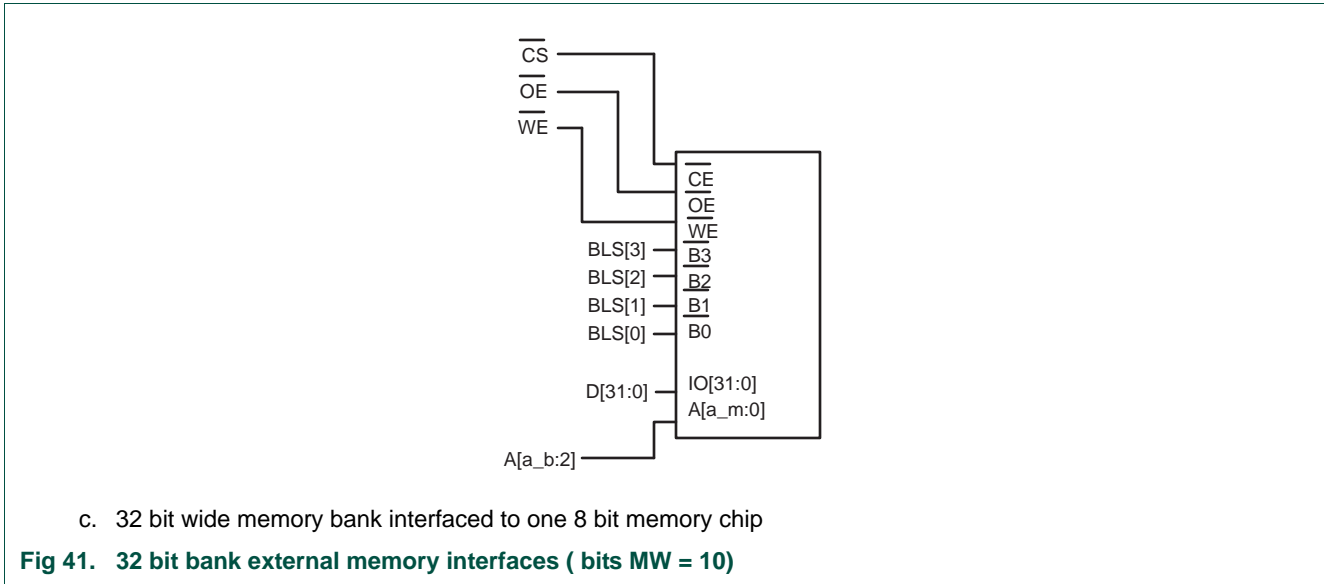 CS
OE
WE
CE
OE
WE
BLS[3] B3
BLS[2] B2
BLS[1] B1
BLS[0] B0
D[31:0] IO[31:0]
A[a_m:0]
A[a_b:2]
c. 32 bit wide memory bank interfaced to one 8 bit memory chip
Fig 41. 32 bit bank external memory interfaces ( bits MW = 10)